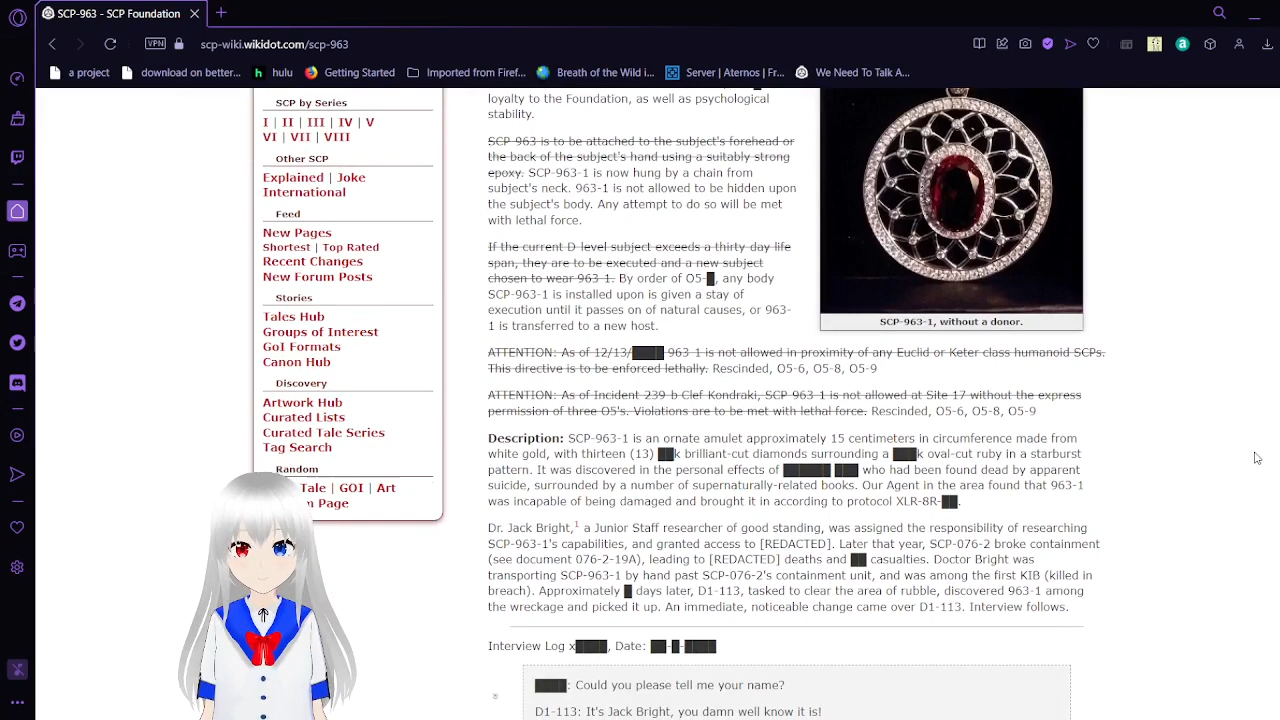 SCP-963 - SCP Foundation
VPN
scp-wiki.wikidot.com/scp-963
a project
download on better...
hulu
Getting Started
Imported from Firef...
Breath of the Wild i...
Server | Aternos | Fr...
We Need To Talk A...
SCP by Series
I | II | III | IV | V
VI | VII | VIII
Other SCP
Explained | Joke
International
Feed
New Pages
Shortest | Top Rated
Recent Changes
New Forum Posts
Stories
Tales Hub
Groups of Interest
GoI Formats
Canon Hub
Discovery
Artwork Hub
Curated Lists
Curated Tale Series
Tag Search
Random
Tale | GOI | Art
Page
loyalty to the Foundation, as well as psychological
stability.
SCP-963 is to be attached to the subject's forehead or
the back of the subject's hand using a suitably strong
epoxy. SCP-963-1 is now hung by a chain from
subject's neck. 963-1 is not allowed to be hidden upon
the subject's body. Any attempt to do so will be met
with lethal force.
If the current D level subject exceeds a thirty day life
span, they are to be executed and a new subject
chosen to wear 963-1. By order of O5-█, any body
SCP-963-1 is installed upon is given a stay of
execution until it passes on of natural causes, or 963-
1 is transferred to a new host.
SCP-963-1, without a donor.
ATTENTION: As of 12/13/████ 963-1 is not allowed in proximity of any Euclid or Keter class humanoid SCPs.
This directive is to be enforced lethally. Rescinded, O5-6, O5-8, O5-9
ATTENTION: As of Incident 239-b Clef Kondraki, SCP-963-1 is not allowed at Site 17 without the express
permission of three O5's. Violations are to be met with lethal force. Rescinded, O5-6, O5-8, O5-9
Description: SCP-963-1 is an ornate amulet approximately 15 centimeters in circumference made from
white gold, with thirteen (13) ██k brilliant-cut diamonds surrounding a ███k oval-cut ruby in a starburst
pattern. It was discovered in the personal effects of ██████ ███ who had been found dead by apparent
suicide, surrounded by a number of supernaturally-related books. Our Agent in the area found that 963-1
was incapable of being damaged and brought it in according to protocol XLR-8R-██.
Dr. Jack Bright,1 a Junior Staff researcher of good standing, was assigned the responsibility of researching
SCP-963-1's capabilities, and granted access to [REDACTED]. Later that year, SCP-076-2 broke containment
(see document 076-2-19A), leading to [REDACTED] deaths and ██ casualties. Doctor Bright was
transporting SCP-963-1 by hand past SCP-076-2's containment unit, and was among the first KIB (killed in
breach). Approximately █ days later, D1-113, tasked to clear the area of rubble, discovered 963-1 among
the wreckage and picked it up. An immediate, noticeable change came over D1-113. Interview follows.
Interview Log x████, Date: ██-█-████
████: Could you please tell me your name?
D1-113: It's Jack Bright, you damn well know it is!